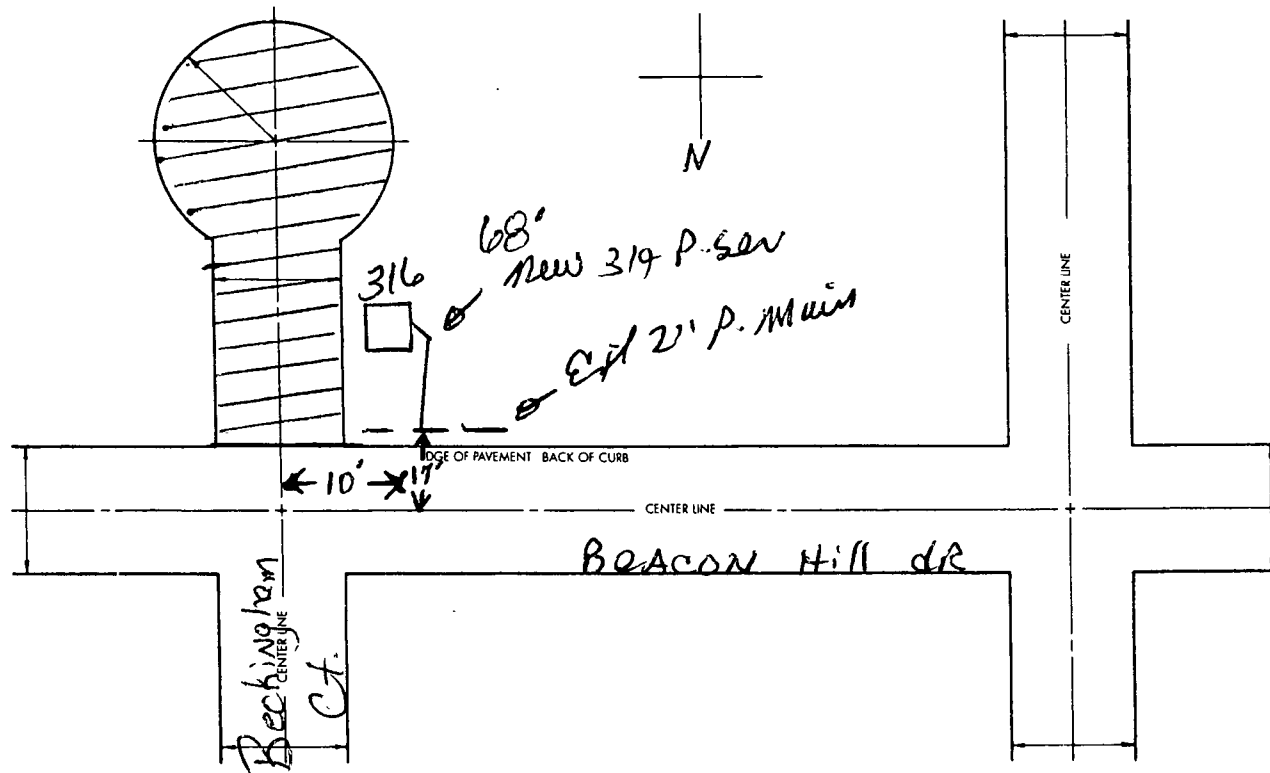 N
68'
New 3/4 P. Ser
316
2" P. Main
CENTER LINE
EDGE OF PAVEMENT BACK OF CURB
10'
17'
CENTER LINE
BEACON Hill dR
CENTER LINE
Beckingham
Ct.